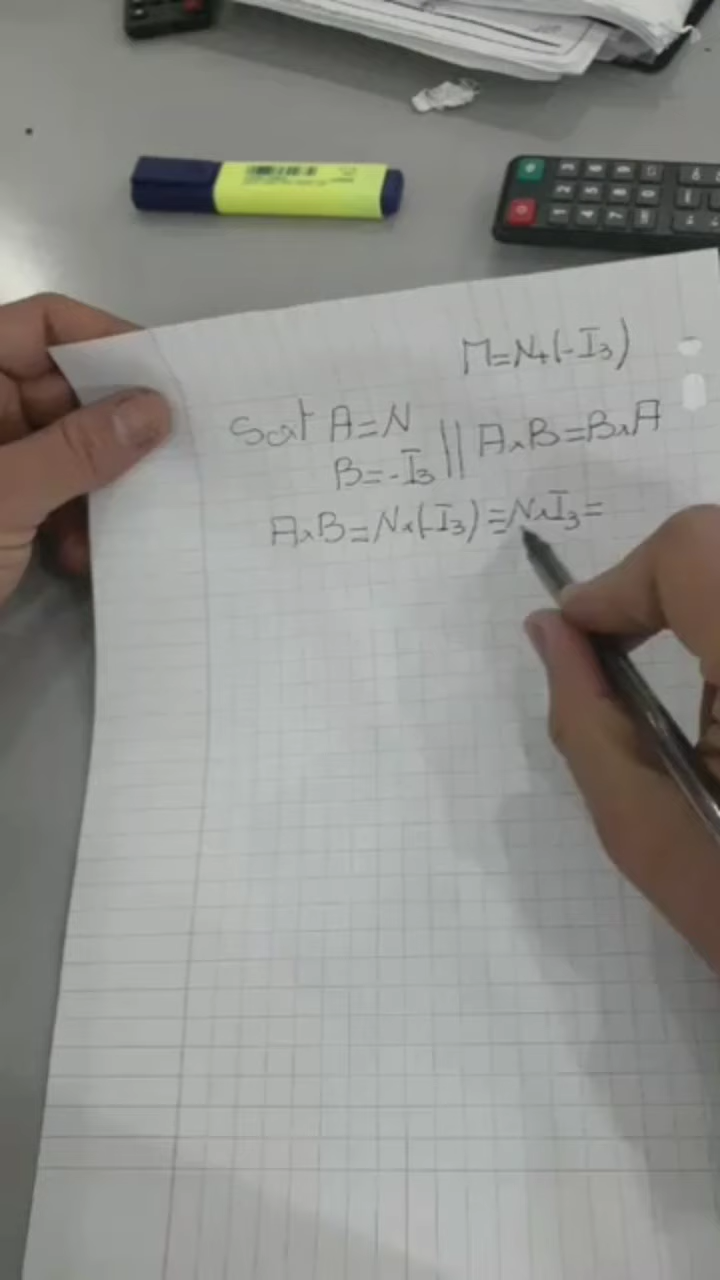 M=N+(-I₃)
Soit A=N
B=-I₃ || A×B=B×A
A×B=N×(-I₃)=-N×I₃=